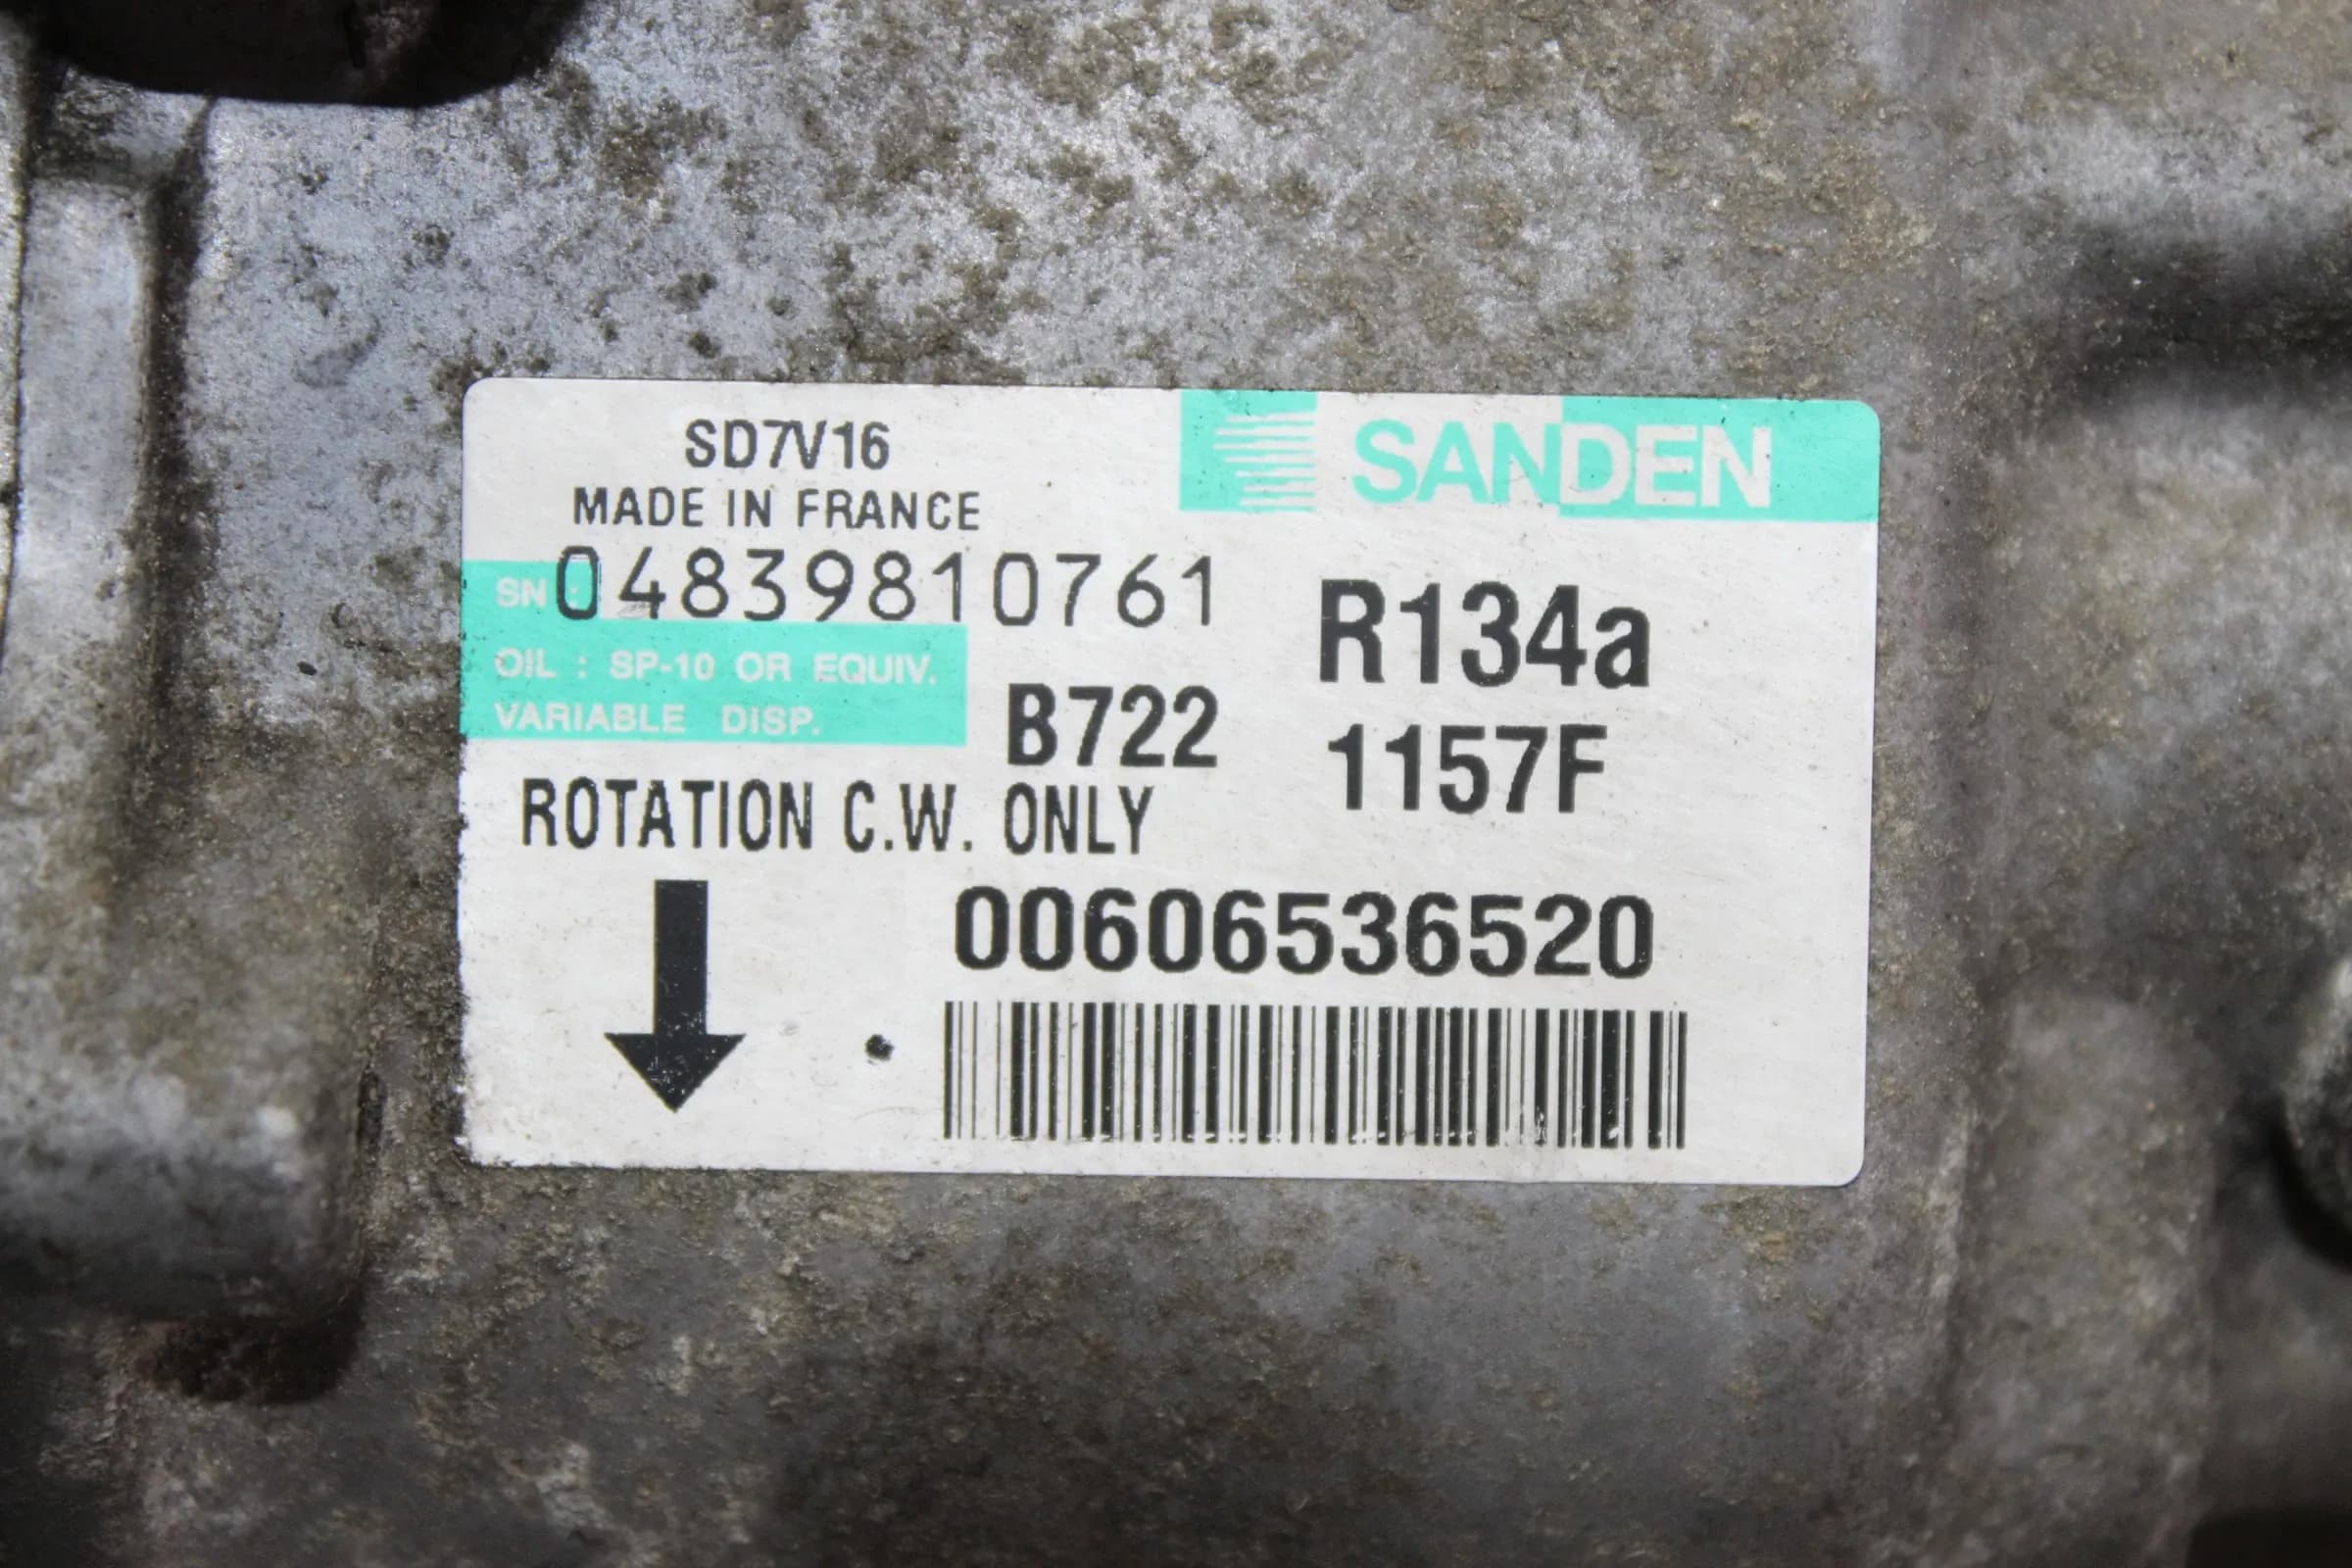 SD7V16
SANDEN
MADE IN FRANCE
SN : 04839810761
R134a
OIL : SP-10 OR EQUIV.
VARIABLE DISP.
B722
1157F
ROTATION C.W. ONLY
00606536520